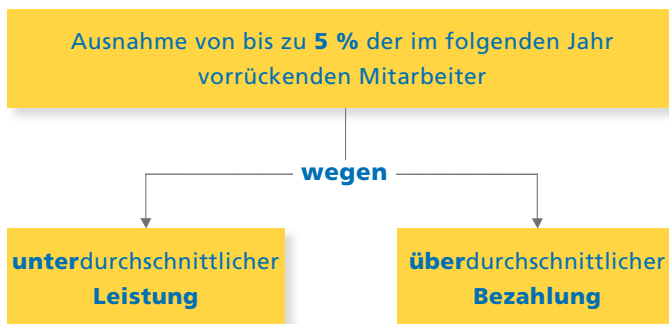 Ausnahme von bis zu 5 % der im folgenden Jahr
vorrückenden Mitarbeiter
wegen
unterdurchschnittlicher
Leistung
überdurchschnittlicher
Bezahlung